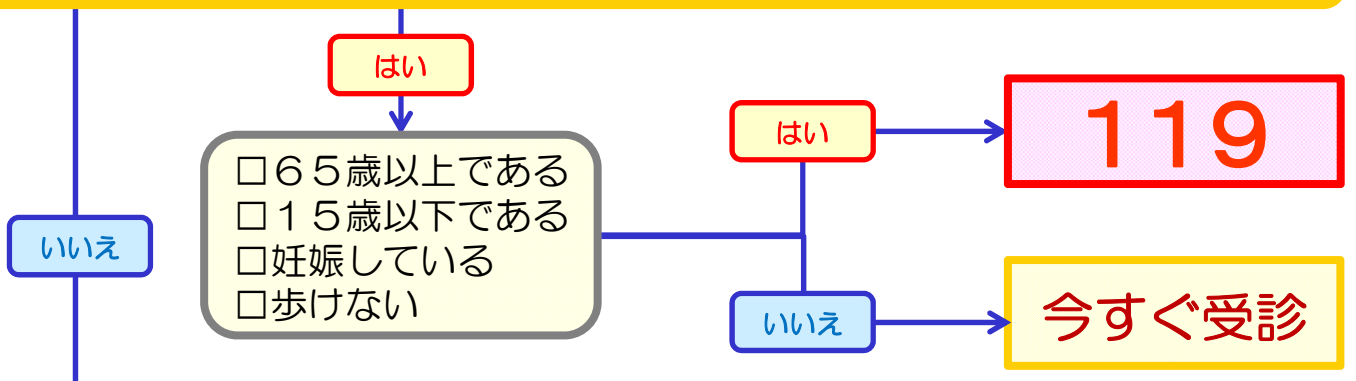 はい
はい
119
□６５歳以上である
□１５歳以下である
□妊娠している
□歩けない
いいえ
いいえ
今すぐ受診